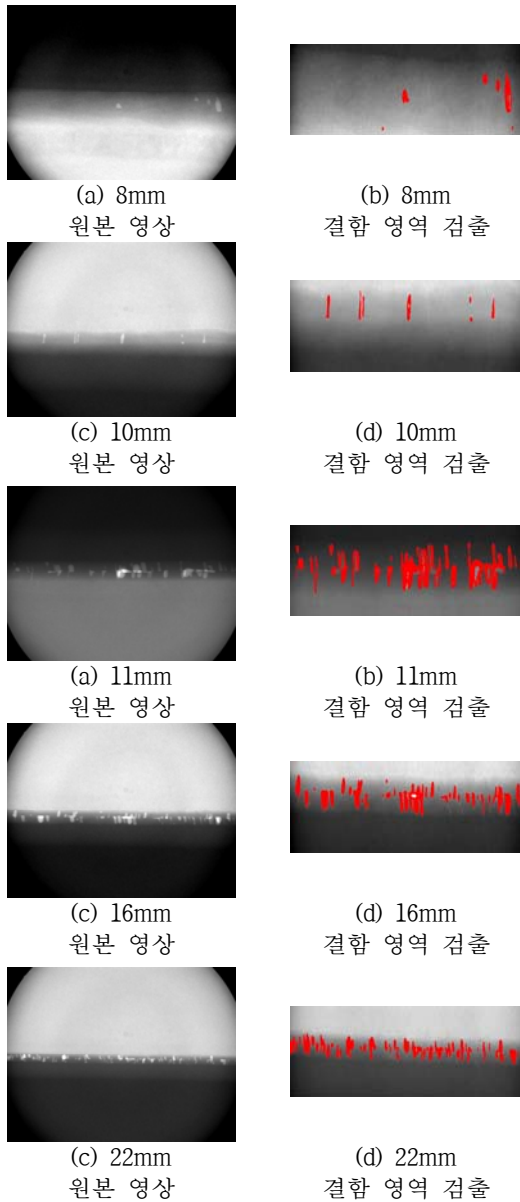 (a) 8mm
원본 영상
(b) 8mm
결함 영역 검출
(c) 10mm
원본 영상
(d) 10mm
결함 영역 검출
(a) 11mm
원본 영상
(b) 11mm
결함 영역 검출
(c) 16mm
원본 영상
(d) 16mm
결함 영역 검출
(c) 22mm
원본 영상
(d) 22mm
결함 영역 검출